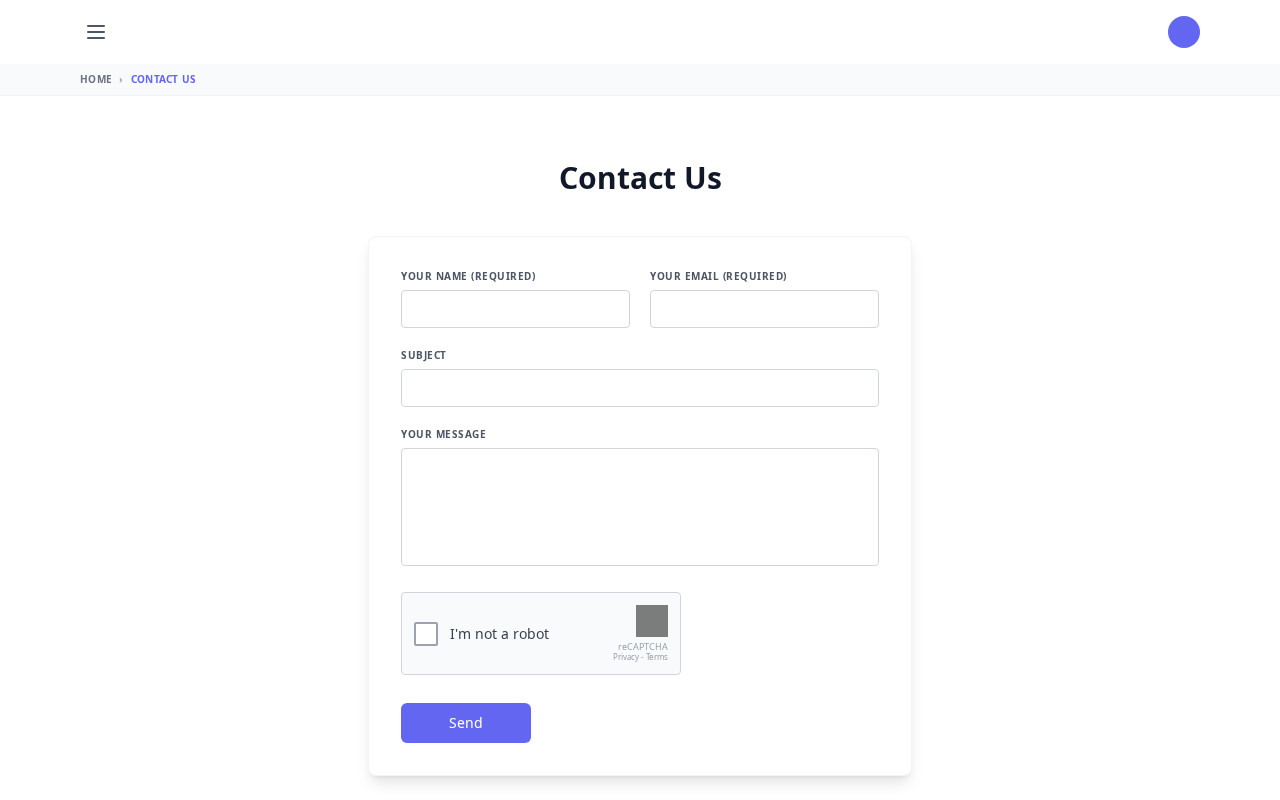 HOME › CONTACT US
Contact Us
YOUR NAME (REQUIRED)
YOUR EMAIL (REQUIRED)
SUBJECT
YOUR MESSAGE
I'm not a robot
reCAPTCHA
Privacy - Terms
Send